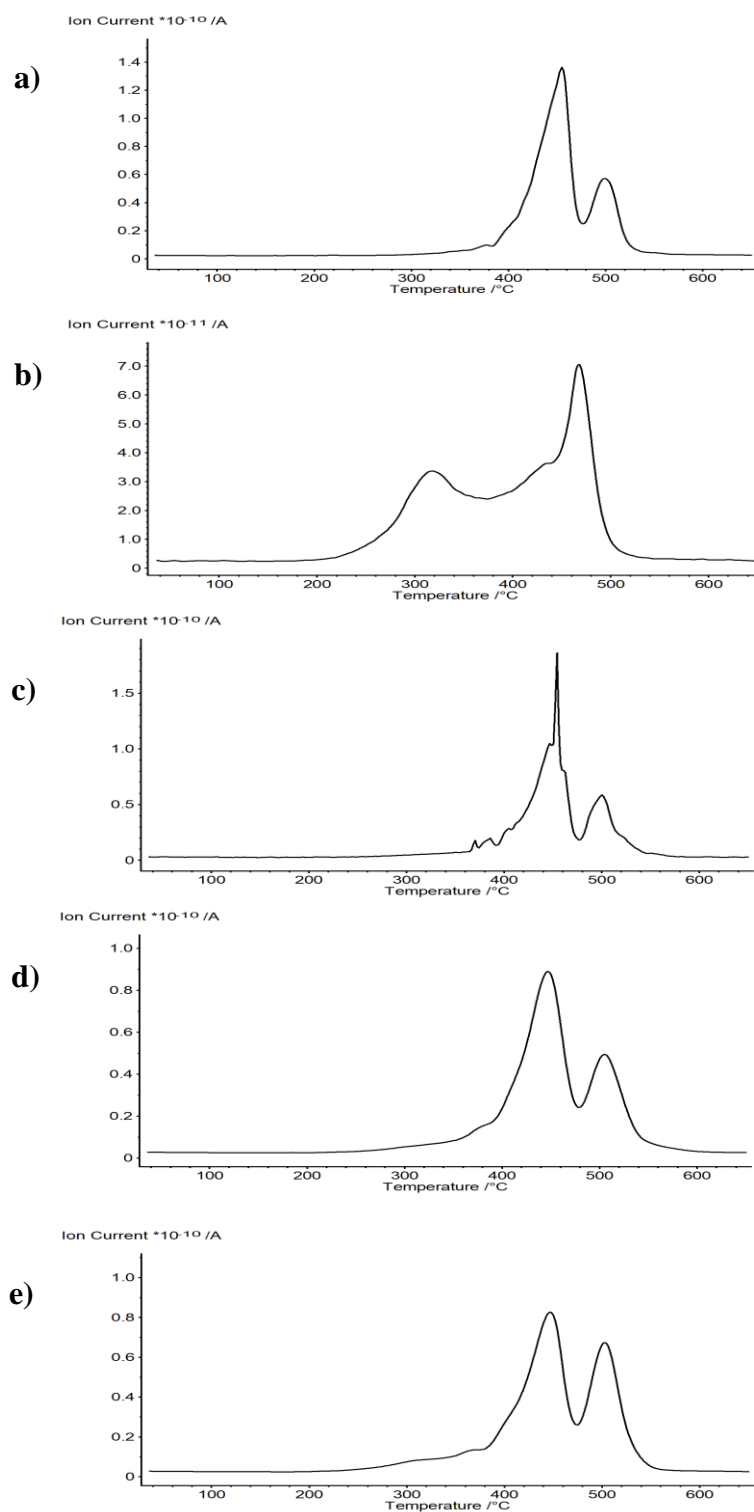 Ion Current *10-10 /A
a)
1.4
1.2
1.0
0.8
0.6
0.4
0.2
0
100 200 300 400 500 600
Temperature /°C
Ion Current *10-11 /A
b)
7.0
6.0
5.0
4.0
3.0
2.0
1.0
0
100 200 300 400 500 600
Temperature /°C
Ion Current *10-10 /A
c)
1.5
1.0
0.5
0
100 200 300 400 500 600
Temperature /°C
Ion Current *10-10 /A
d)
1.0
0.8
0.6
0.4
0.2
0
100 200 300 400 500 600
Temperature /°C
Ion Current *10-10 /A
e)
1.0
0.8
0.6
0.4
0.2
0
100 200 300 400 500 600
Temperature /°C